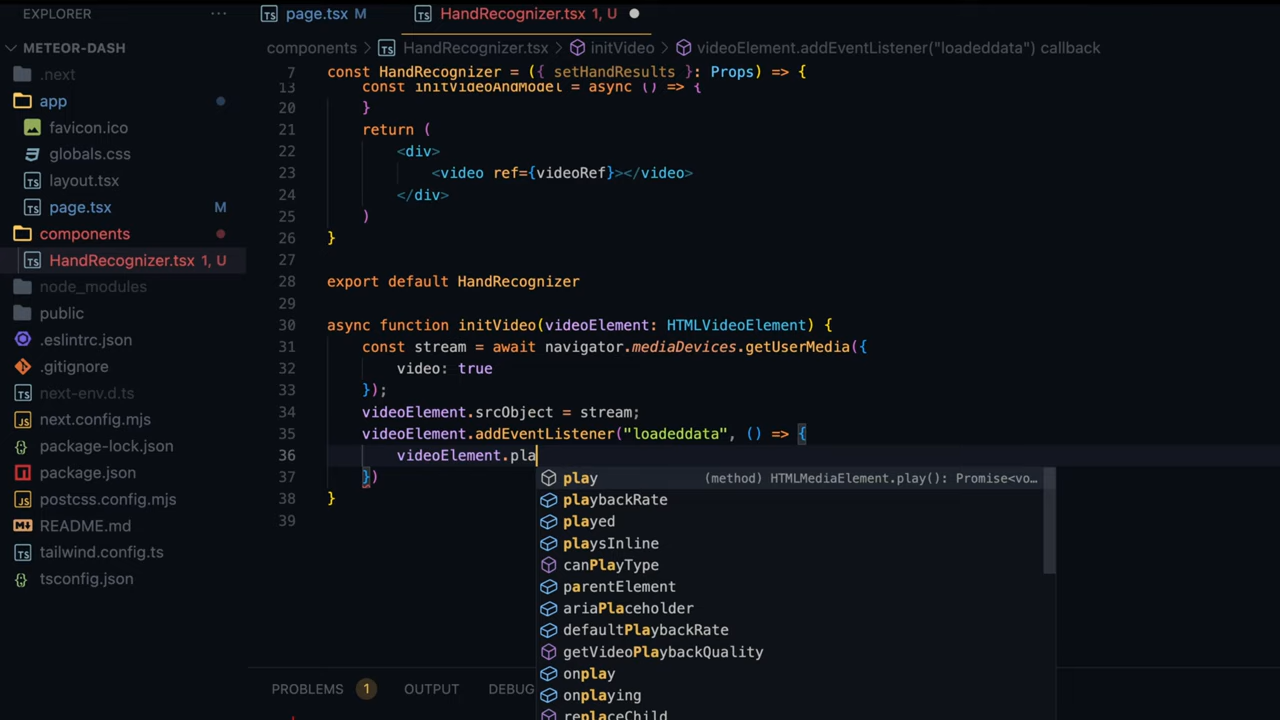 EXPLORER ···
page.tsx M
HandRecognizer.tsx 1, U
METEOR-DASH
.next
app
favicon.ico
globals.css
layout.tsx
page.tsx M
components
HandRecognizer.tsx 1, U
node_modules
public
.eslintrc.json
.gitignore
next-env.d.ts
next.config.mjs
package-lock.json
package.json
postcss.config.mjs
README.md
tailwind.config.ts
tsconfig.json
components > HandRecognizer.tsx > initVideo > videoElement.addEventListener("loadeddata") callback
7 const HandRecognizer = ({ setHandResults }: Props) => {
13 const initVideoAndModel = async () => {
20 }
21 return (
22 <div>
23 <video ref={videoRef}></video>
24 </div>
25 )
26 }
27
28 export default HandRecognizer
29
30 async function initVideo(videoElement: HTMLVideoElement) {
31 const stream = await navigator.mediaDevices.getUserMedia({
32 video: true
33 });
34 videoElement.srcObject = stream;
35 videoElement.addEventListener("loadeddata", () => {
36 videoElement.pla
37 })
38 }
39
play (method) HTMLMediaElement.play(): Promise<vo…
playbackRate
played
playsInline
canPlayType
parentElement
ariaPlaceholder
defaultPlaybackRate
getVideoPlaybackQuality
onplay
onplaying
replaceChild
PROBLEMS 1 OUTPUT DEBUG